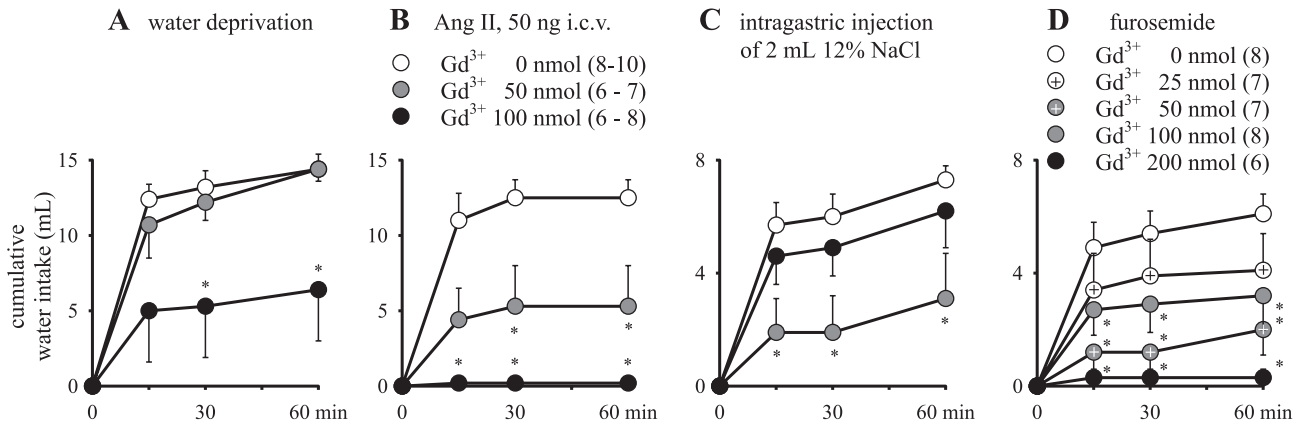 A water deprivation
B Ang II, 50 ng i.c.v.
Gd³⁺ 0 nmol (8-10)
Gd³⁺ 50 nmol (6 - 7)
Gd³⁺ 100 nmol (6 - 8)
C intragastric injection
of 2 mL 12% NaCl
D furosemide
Gd³⁺ 0 nmol (8)
Gd³⁺ 25 nmol (7)
Gd³⁺ 50 nmol (7)
Gd³⁺ 100 nmol (8)
Gd³⁺ 200 nmol (6)
cumulative
water intake (mL)
15
10
5
0
* *
0 30 60 min
15
10
5
0
* *
* * *
0 30 60 min
8
4
0
* * *
0 30 60 min
8
4
0
* * *
* * *
* * *
0 30 60 min